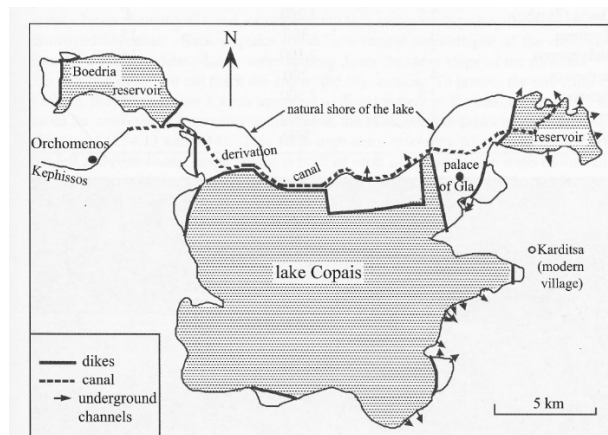 Boedria
reservoir
N
natural shore of the lake
Orchomenos
Kephissos
derivation
canal
reservoir
palace
of Gla
lake Copais
Karditsa
(modern
village)
dikes
canal
underground
channels
5 km